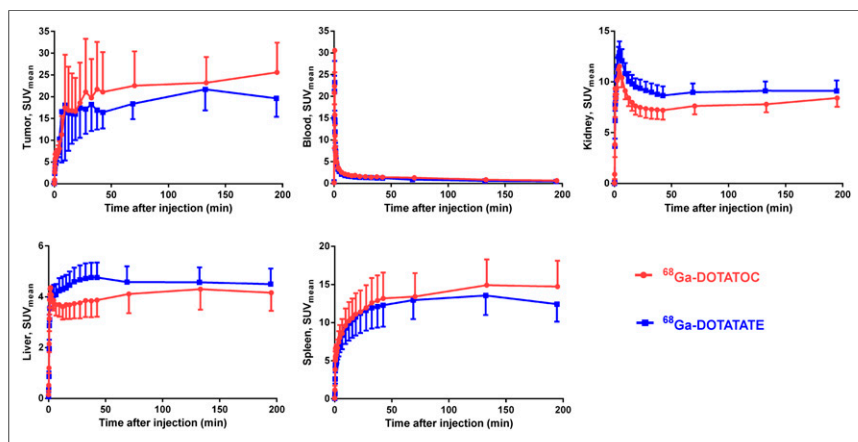 Tumor, SUVmean
35
30
25
20
15
10
5
0
0 50 100 150 200
Time after injection (min)
Blood, SUVmean
35
30
25
20
15
10
5
0
0 50 100 150 200
Time after injection (min)
Kidney, SUVmean
15
10
5
0
0 50 100 150 200
Time after injection (min)
Liver, SUVmean
6
4
2
0
0 50 100 150 200
Time after injection (min)
Spleen, SUVmean
20
15
10
5
0
0 50 100 150 200
Time after injection (min)
68Ga-DOTATOC
68Ga-DOTATATE